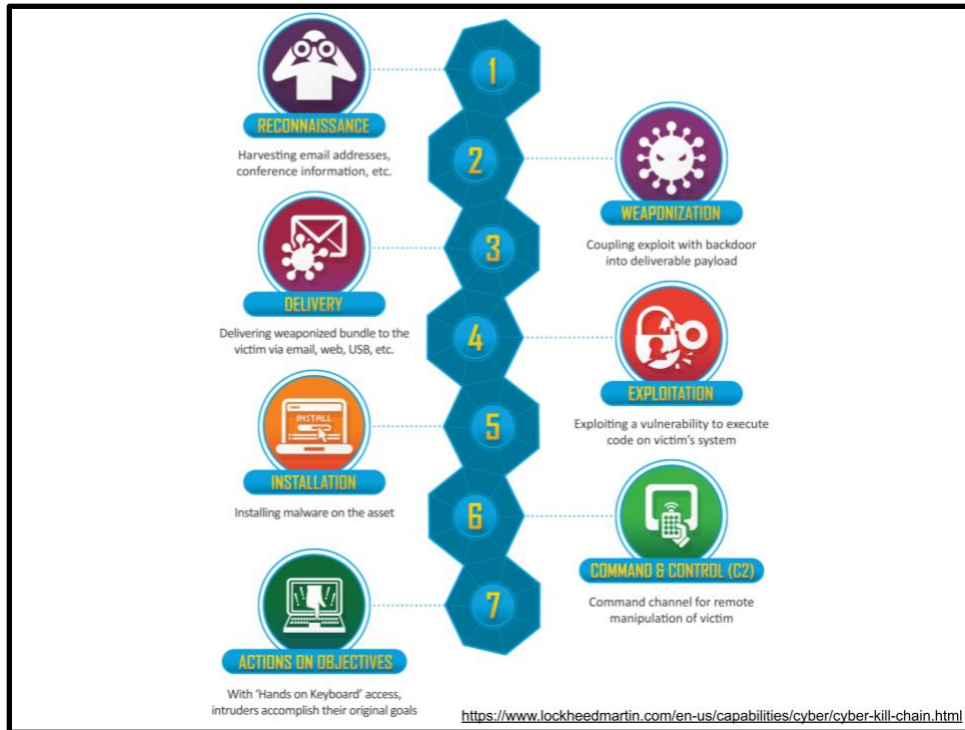 1
RECONNAISSANCE
Harvesting email addresses,
conference information, etc.
2
WEAPONIZATION
Coupling exploit with backdoor
into deliverable payload
3
DELIVERY
Delivering weaponized bundle to the
victim via email, web, USB, etc.
4
EXPLOITATION
Exploiting a vulnerability to execute
code on victim's system
5
INSTALL
INSTALLATION
Installing malware on the asset
6
COMMAND & CONTROL (C2)
Command channel for remote
manipulation of victim
7
ACTIONS ON OBJECTIVES
With 'Hands on Keyboard' access,
intruders accomplish their original goals
https://www.lockheedmartin.com/en-us/capabilities/cyber/cyber-kill-chain.html